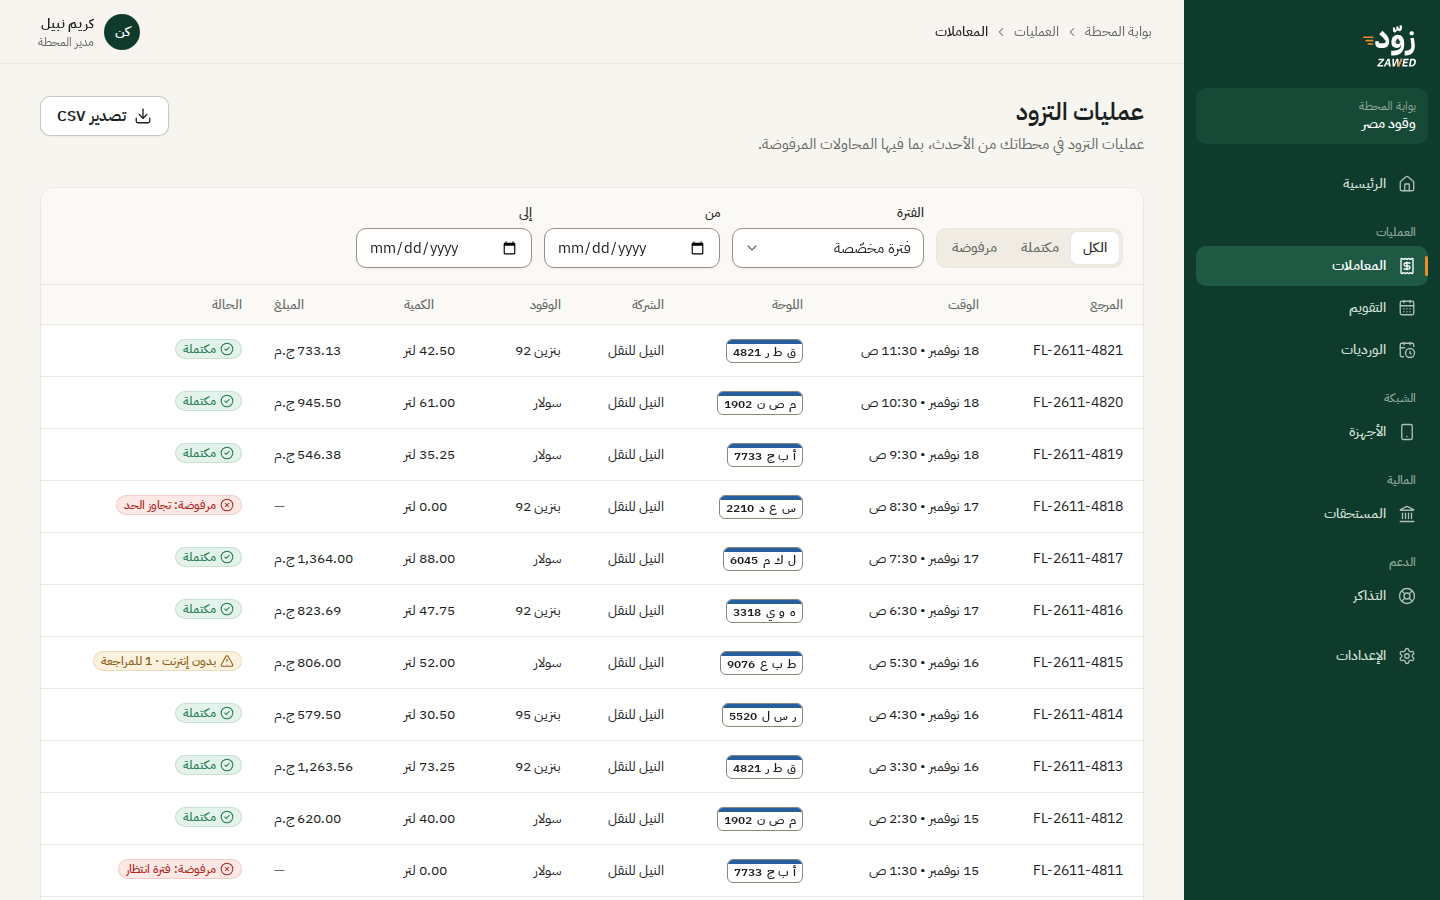 زوّد
ZAWED
بوابة المحطة
وقود مصر
الرئيسية
العمليات
المعاملات
التقويم
الورديات
الشبكة
الأجهزة
المالية
المستحقات
الدعم
التذاكر
الإعدادات
بوابة المحطة
العمليات
المعاملات
كن
كريم نبيل
مدير المحطة
عمليات التزود
عمليات التزود في محطاتك من الأحدث، بما فيها المحاولات المرفوضة.
تصدير CSV
الفترة
من
إلى
الكل
مكتملة
مرفوضة
فترة مخصّصة
mm/dd/yyyy
mm/dd/yyyy
المرجع الوقت اللوحة الشركة الوقود الكمية المبلغ الحالة
FL-2611-4821 18 نوفمبر • 11:30 ص ق ط ر 4821 النيل للنقل بنزين 92 42.50 لتر 733.13 ج.م مكتملة
FL-2611-4820 18 نوفمبر • 10:30 ص م ص ن 1902 النيل للنقل سولار 61.00 لتر 945.50 ج.م مكتملة
FL-2611-4819 18 نوفمبر • 9:30 ص أ ب ج 7733 النيل للنقل سولار 35.25 لتر 546.38 ج.م مكتملة
FL-2611-4818 17 نوفمبر • 8:30 ص س ع د 2210 النيل للنقل بنزين 92 0.00 لتر — مرفوضة: تجاوز الحد
FL-2611-4817 17 نوفمبر • 7:30 ص ل ك م 6045 النيل للنقل سولار 88.00 لتر 1,364.00 ج.م مكتملة
FL-2611-4816 17 نوفمبر • 6:30 ص ه و ي 3318 النيل للنقل بنزين 92 47.75 لتر 823.69 ج.م مكتملة
FL-2611-4815 16 نوفمبر • 5:30 ص ط ب ع 9076 النيل للنقل سولار 52.00 لتر 806.00 ج.م بدون إنترنت · 1 للمراجعة
FL-2611-4814 16 نوفمبر • 4:30 ص ر س ل 5520 النيل للنقل بنزين 95 30.50 لتر 579.50 ج.م مكتملة
FL-2611-4813 16 نوفمبر • 3:30 ص ق ط ر 4821 النيل للنقل بنزين 92 73.25 لتر 1,263.56 ج.م مكتملة
FL-2611-4812 15 نوفمبر • 2:30 ص م ص ن 1902 النيل للنقل سولار 40.00 لتر 620.00 ج.م مكتملة
FL-2611-4811 15 نوفمبر • 1:30 ص أ ب ج 7733 النيل للنقل سولار 0.00 لتر — مرفوضة: فترة انتظار